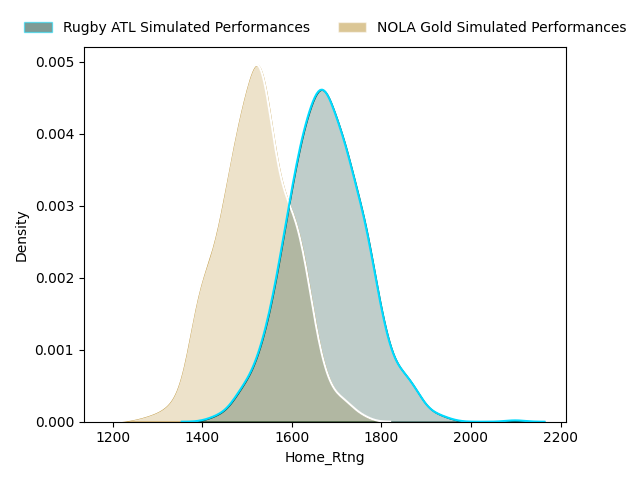 Rugby ATL Simulated Performances NOLA Gold Simulated Performances
0.005
0.004
0.003
0.002
0.001
0.000
Density
1200 1400 1600 1800 2000 2200
Home_Rtng